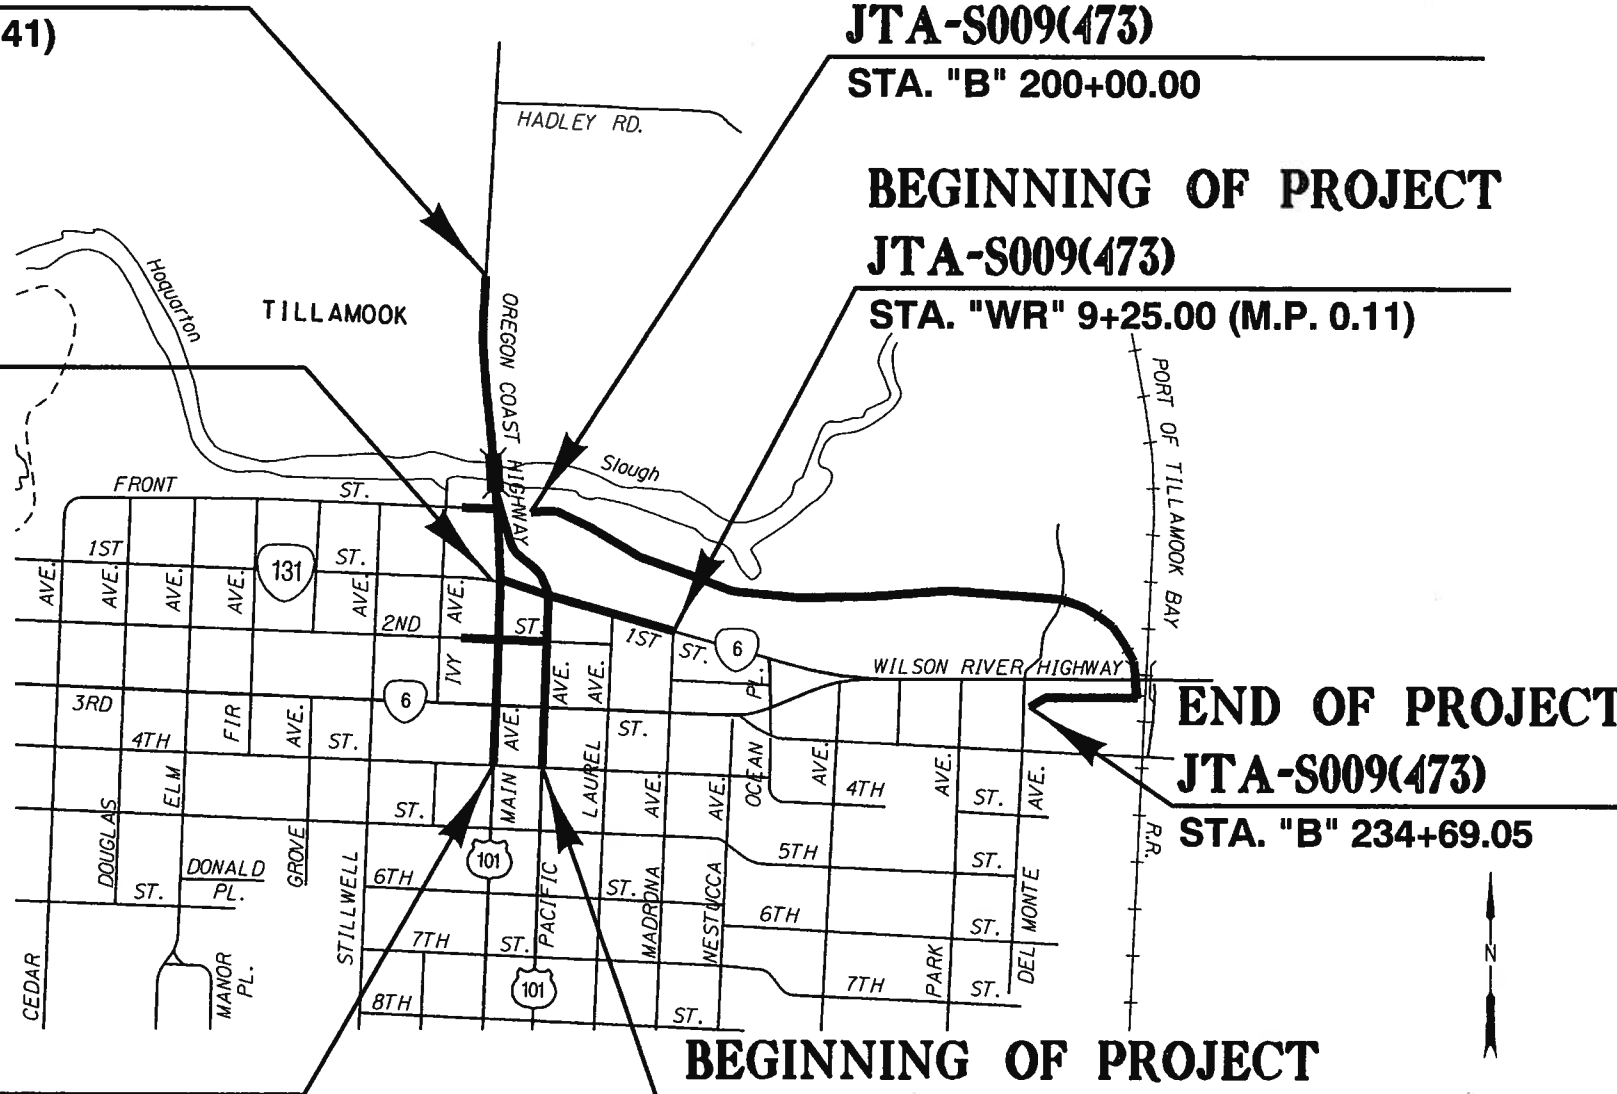 41)
JTA-S009(473)
STA. "B" 200+00.00
HADLEY RD.
BEGINNING OF PROJECT
JTA-S009(473)
STA. "WR" 9+25.00 (M.P. 0.11)
Hoquarton
TILLAMOOK
OREGON COAST HIGHWAY
PORT OF TILLAMOOK BAY
R.R.
Slough
FRONT ST.
1ST ST.
131
AVE.
AVE.
AVE.
AVE.
AVE.
AVE.
2ND ST.
1ST ST.
6
WILSON RIVER HIGHWAY
IVY
AVE.
AVE.
PL.
3RD
6
ST.
FIR
AVE.
AVE.
4TH ST.
END OF PROJECT
JTA-S009(473)
STA. "B" 234+69.05
ELM
MAIN
LAUREL
AVE.
AVE.
OCEAN
AVE.
AVE.
AVE.
4TH ST.
DOUGLAS
ST.
GROVE
101
5TH ST.
DONALD
PL.
ST.
STILLWELL
6TH ST.
PACIFIC
MADRONA
NESTUCCA
6TH ST.
DEL MONTE
7TH ST.
CEDAR
MANOR
PL.
101
7TH ST.
PARK
8TH ST.
N
BEGINNING OF PROJECT